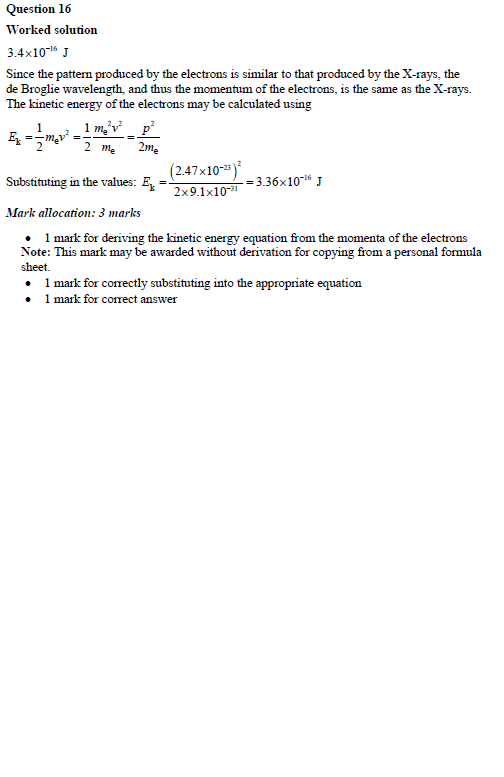 Question 16
Worked solution
3.4×10⁻¹⁶ J
Since the pattern produced by the electrons is similar to that produced by the X-rays, the
de Broglie wavelength, and thus the momentum of the electrons, is the same as the X-rays.
The kinetic energy of the electrons may be calculated using
Eₖ = 1/2 mₑv² = 1/2 mₑ²v²/mₑ = p²/2mₑ
Substituting in the values: Eₖ = (2.47×10⁻²³)²/2×9.1×10⁻³¹ = 3.36×10⁻¹⁶ J
Mark allocation: 3 marks
• 1 mark for deriving the kinetic energy equation from the momenta of the electrons
Note: This mark may be awarded without derivation for copying from a personal formula
sheet.
• 1 mark for correctly substituting into the appropriate equation
• 1 mark for correct answer